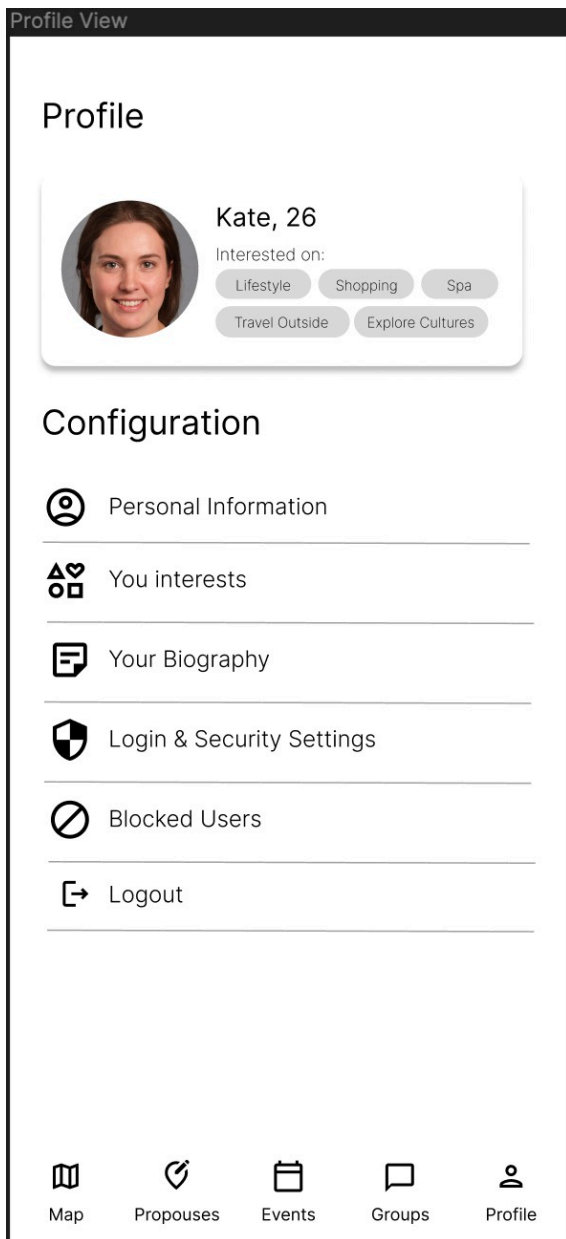 Profile View
Profile
Kate, 26
Interested on:
Lifestyle Shopping Spa
Travel Outside Explore Cultures
Configuration
Personal Information
You interests
Your Biography
Login & Security Settings
Blocked Users
Logout
Map Propouses Events Groups Profile